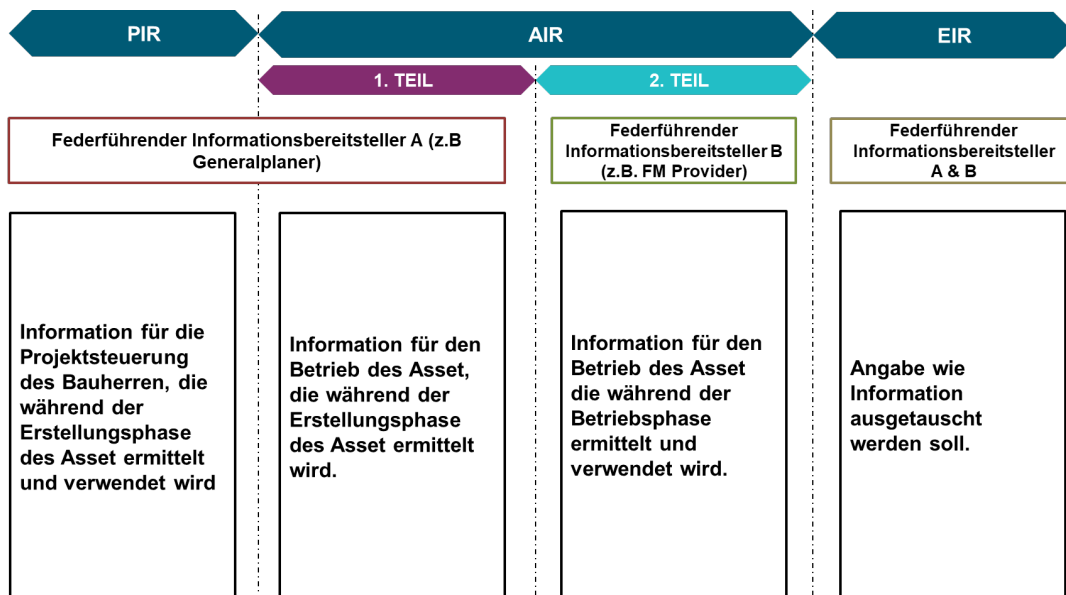 PIR
AIR
EIR
1. TEIL
2. TEIL
Federführender Informationsbereitsteller A (z.B
Generalplaner)
Federführender
Informationsbereitsteller B
(z.B. FM Provider)
Federführender
Informationsbereitsteller
A & B
Information für die
Projektsteuerung
des Bauherren, die
während der
Erstellungsphase
des Asset ermittelt
und verwendet wird
Information für den
Betrieb des Asset,
die während der
Erstellungsphase
des Asset ermittelt
wird.
Information für den
Betrieb des Asset
die während der
Betriebsphase
ermittelt und
verwendet wird.
Angabe wie
Information
ausgetauscht
werden soll.